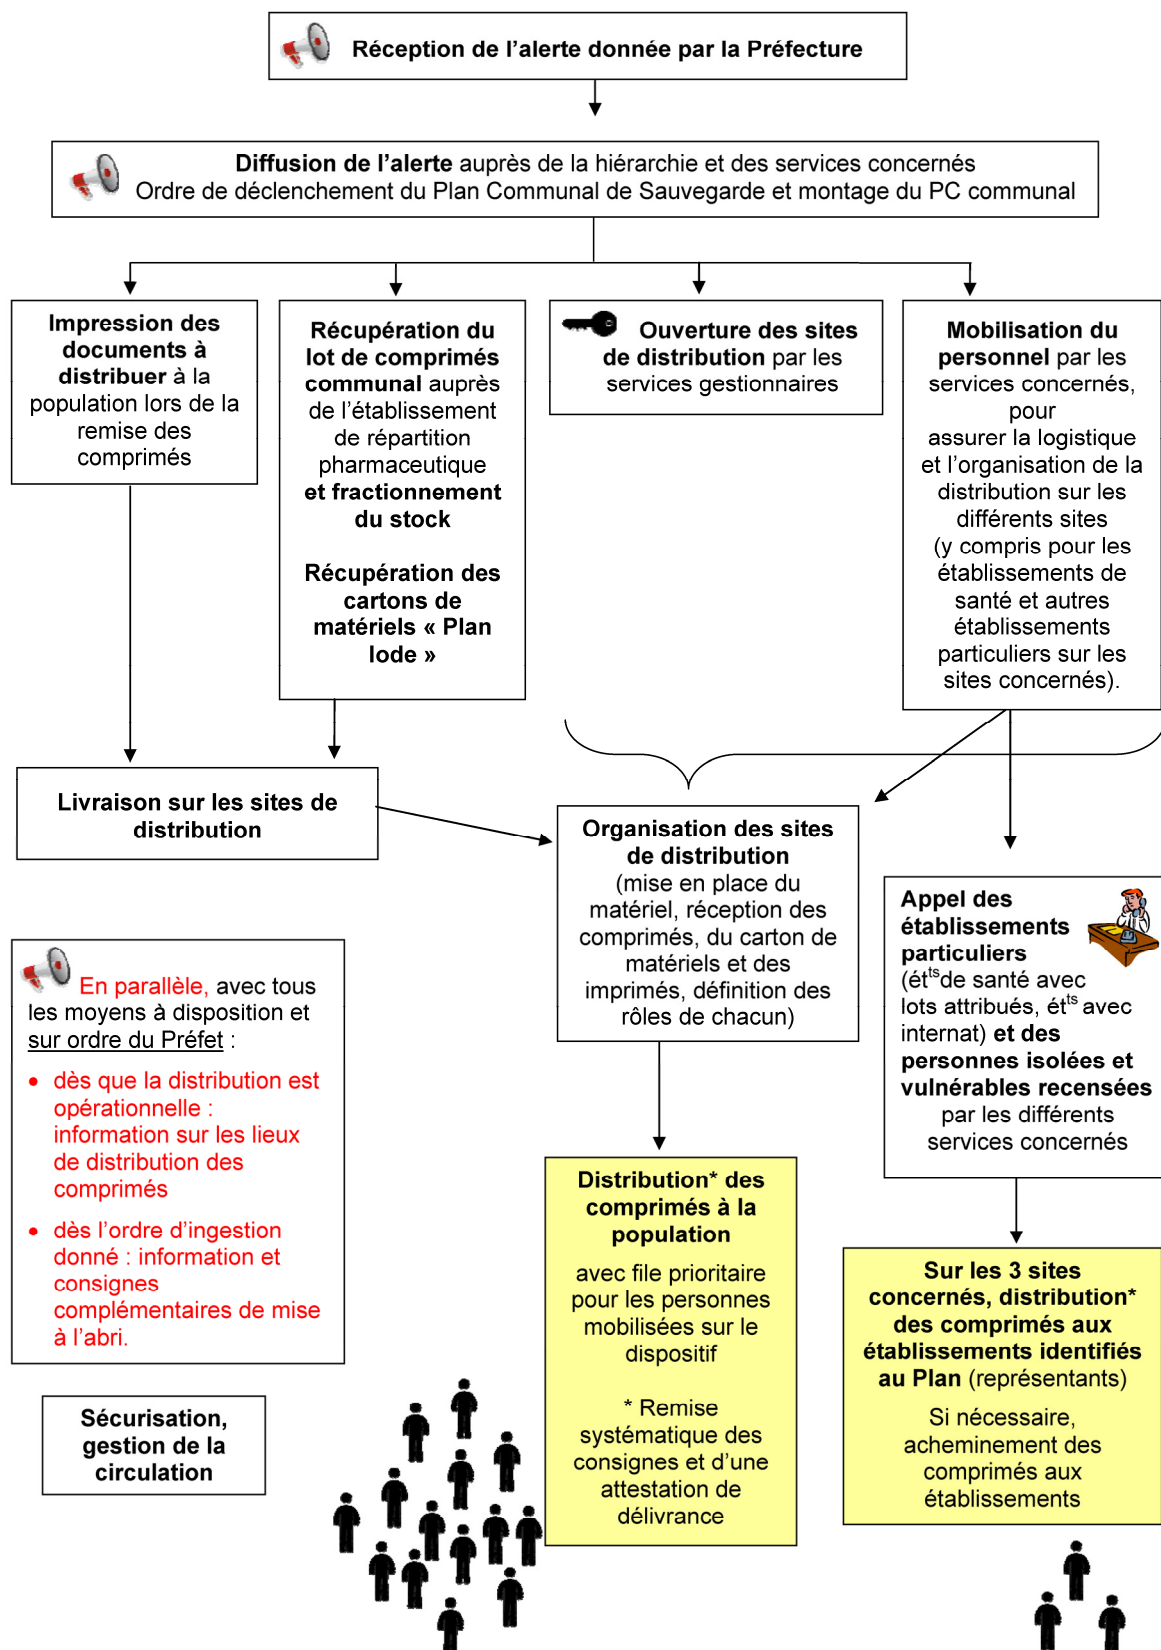 Réception de l’alerte donnée par la Préfecture
Diffusion de l’alerte auprès de la hiérarchie et des services concernés
Ordre de déclenchement du Plan Communal de Sauvegarde et montage du PC communal
Impression des
documents à
distribuer à la
population lors de la
remise des
comprimés
Récupération du
lot de comprimés
communal auprès
de l’établissement
de répartition
pharmaceutique
et fractionnement
du stock
Récupération des
cartons de
matériels « Plan
Iode »
Ouverture des sites
de distribution par les
services gestionnaires
Mobilisation du
personnel par les
services concernés,
pour
assurer la logistique
et l’organisation de la
distribution sur les
différents sites
(y compris pour les
établissements de
santé et autres
établissements
particuliers sur les
sites concernés).
Livraison sur les sites de
distribution
Organisation des sites
de distribution
(mise en place du
matériel, réception des
comprimés, du carton de
matériels et des
imprimés, définition des
rôles de chacun)
Appel des
établissements
particuliers
(étts de santé avec
lots attribués, étts avec
internat) et des
personnes isolées et
vulnérables recensées
par les différents
services concernés
En parallèle, avec tous
les moyens à disposition et
sur ordre du Préfet :
• dès que la distribution est
opérationnelle :
information sur les lieux
de distribution des
comprimés
• dès l’ordre d’ingestion
donné : information et
consignes
complémentaires de mise
à l’abri.
Distribution* des
comprimés à la
population
avec file prioritaire
pour les personnes
mobilisées sur le
dispositif
* Remise
systématique des
consignes et d’une
attestation de
délivrance
Sur les 3 sites
concernés, distribution*
des comprimés aux
établissements identifiés
au Plan (représentants)
Si nécessaire,
acheminement des
comprimés aux
établissements
Sécurisation,
gestion de la
circulation